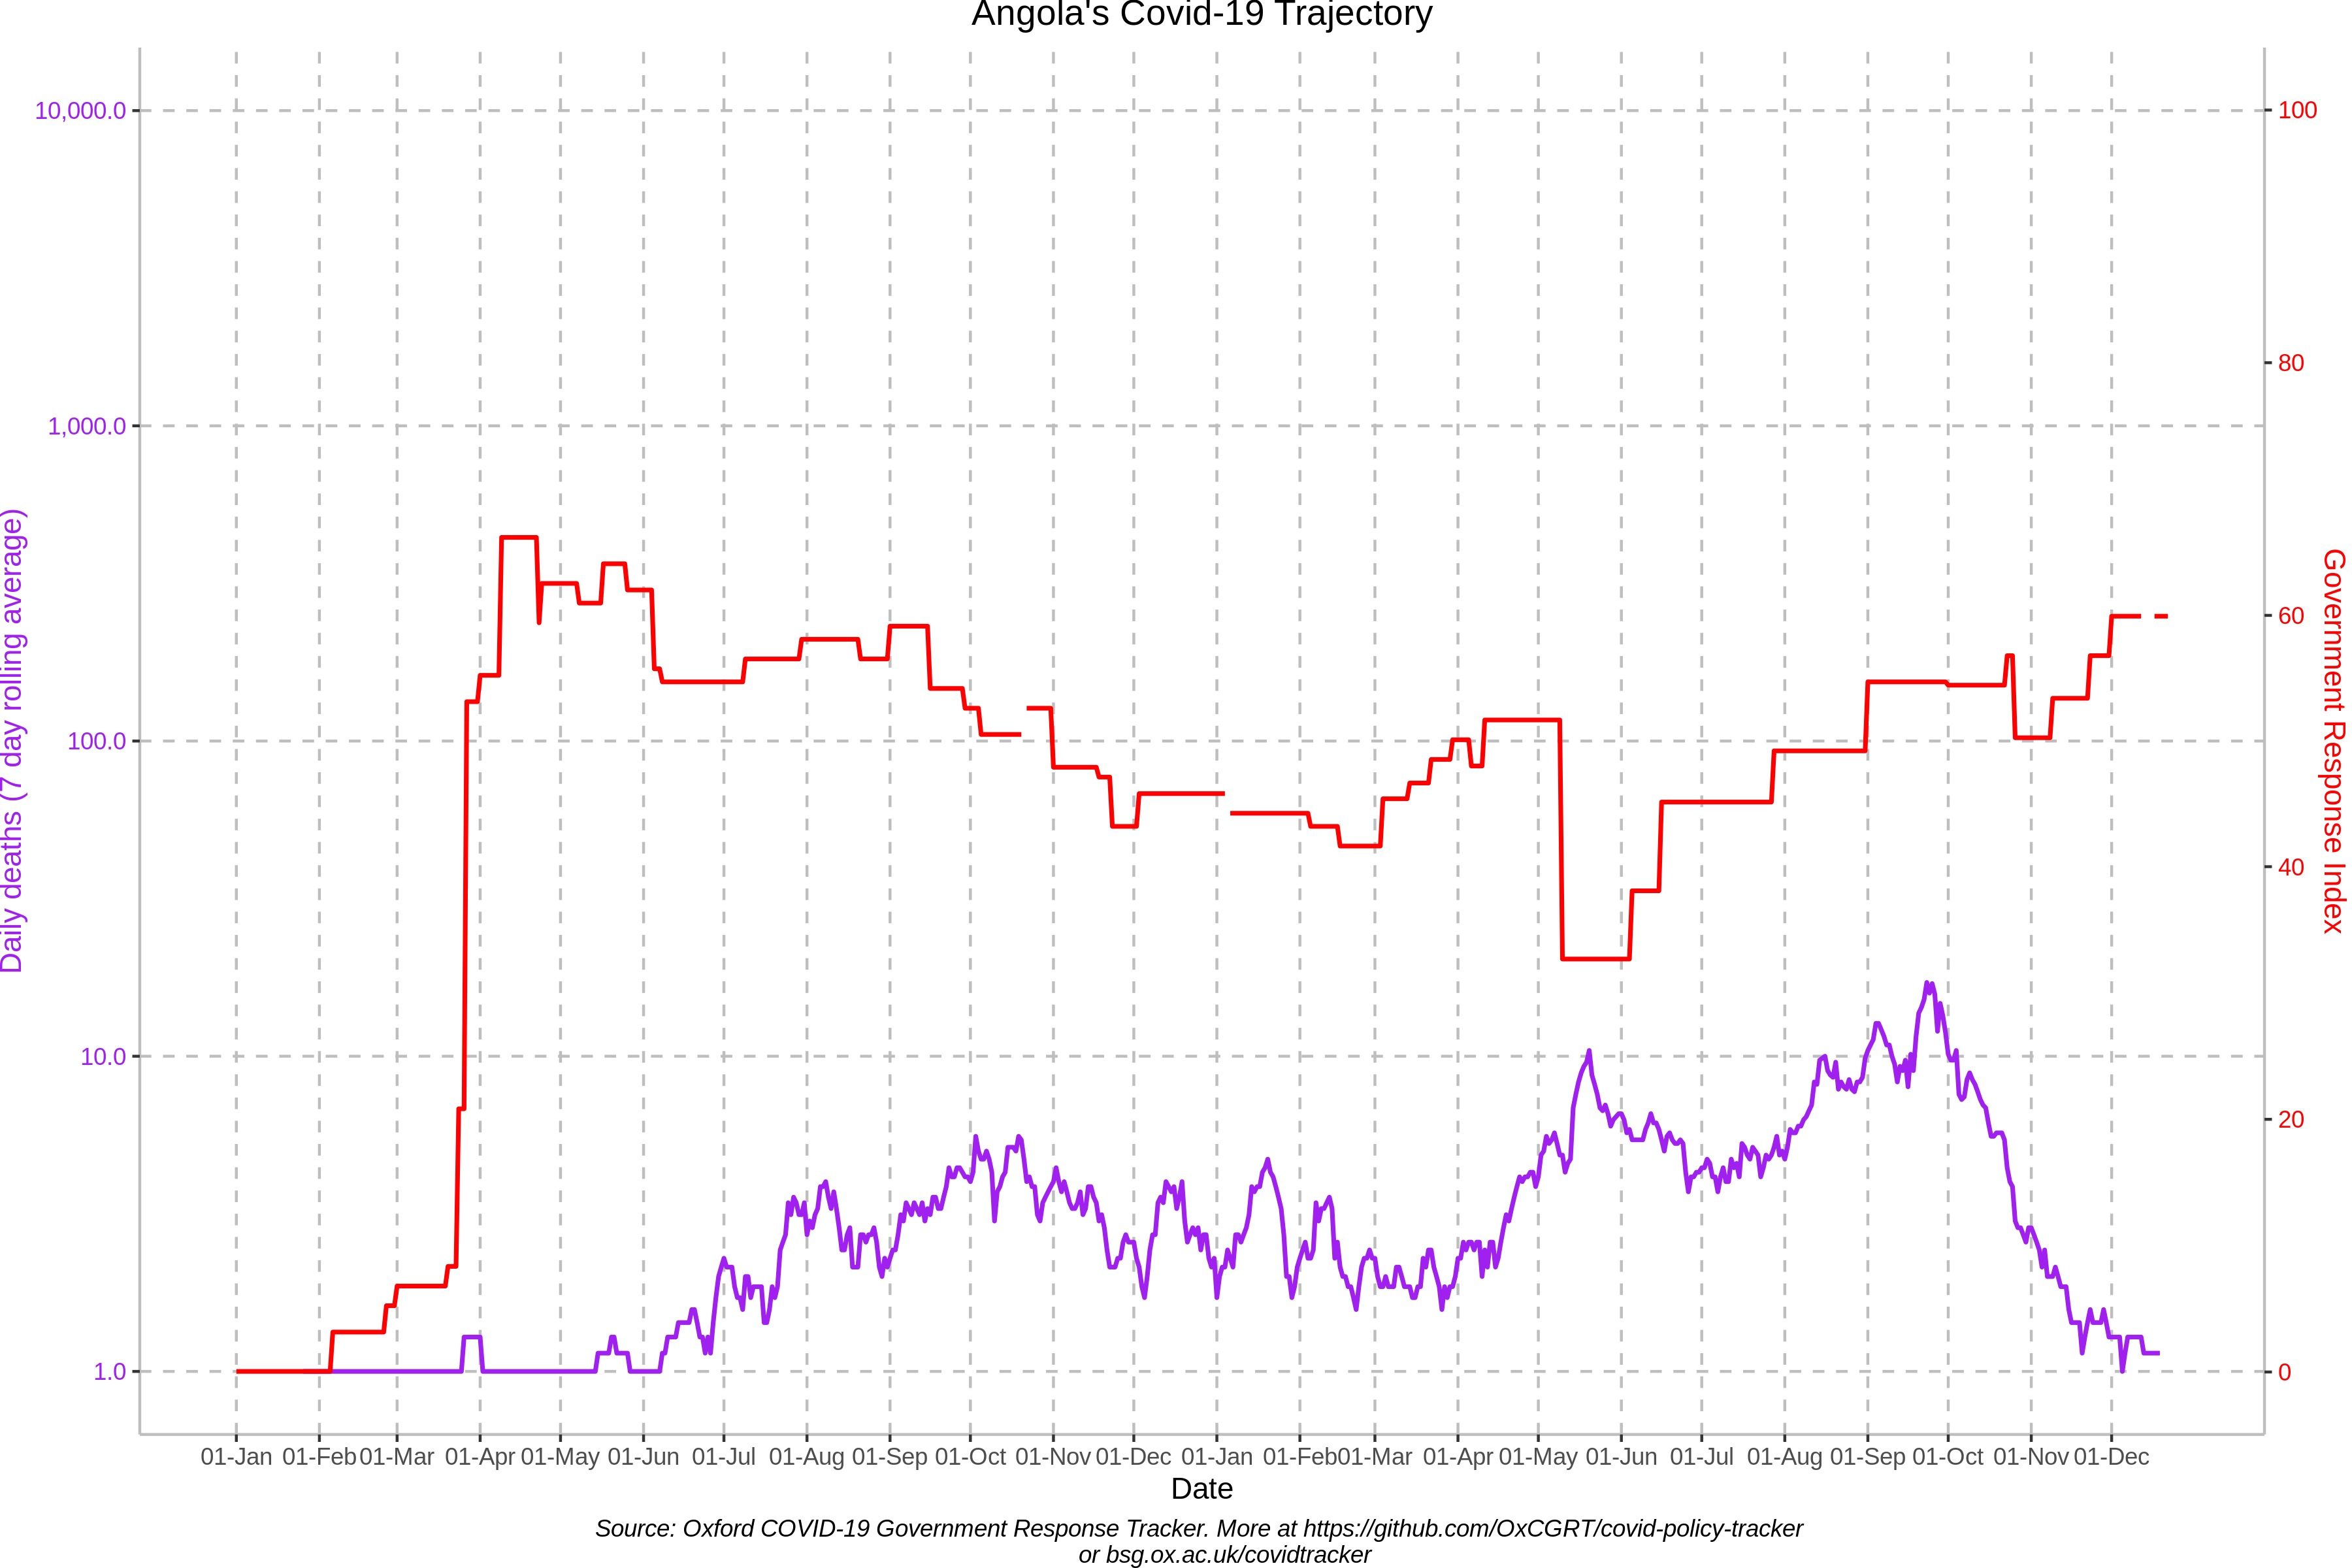 Angola's Covid-19 Trajectory
10,000.0
1,000.0
100.0
10.0
1.0
Daily deaths (7 day rolling average)
100
80
60
40
20
0
Government Response Index
01-Jan 01-Feb 01-Mar 01-Apr 01-May 01-Jun 01-Jul 01-Aug 01-Sep 01-Oct 01-Nov 01-Dec 01-Jan 01-Feb 01-Mar 01-Apr 01-May 01-Jun 01-Jul 01-Aug 01-Sep 01-Oct 01-Nov 01-Dec
Date
Source: Oxford COVID-19 Government Response Tracker. More at https://github.com/OxCGRT/covid-policy-tracker
or bsg.ox.ac.uk/covidtracker